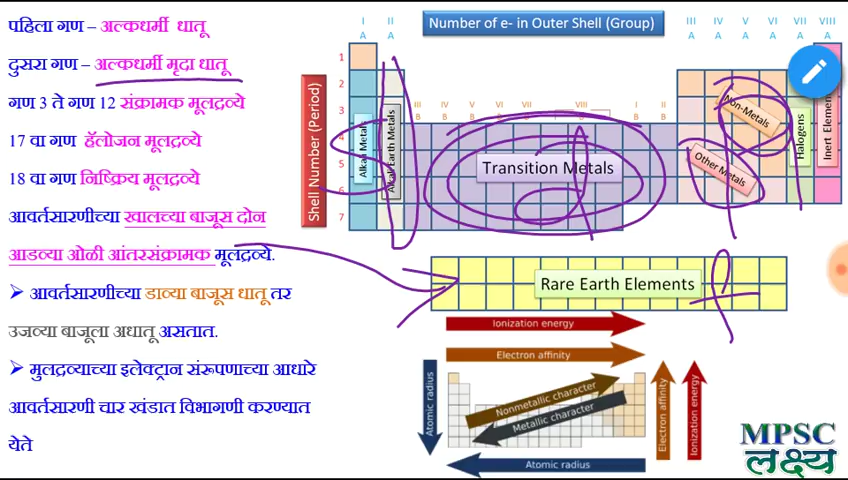 पहिला गण – अल्कधर्मी धातू
दुसरा गण – अल्कधर्मी मृदा धातू
गण 3 ते गण 12 संक्रामक मूलद्रव्ये
17 वा गण हॅलोजन मूलद्रव्ये
18 वा गण निष्क्रिय मूलद्रव्ये
आवर्तसारणीच्या खालच्या बाजूस दोन
आडव्या ओळी आंतरसंक्रामक मूलद्रव्ये.
➢ आवर्तसारणीच्या डाव्या बाजूस धातू तर
उजव्या बाजूला अधातू असतात.
➢ मुलद्रव्याच्या इलेक्ट्रान संरूपणाच्या आधारे
आवर्तसारणी चार खंडात विभागणी करण्यात
येते
Number of e- in Outer Shell (Group)
I II III IV V VI VII VIII
A A A A A A A A
III IV V VI VII VIII I II
B B B B B B B B
Shell Number (Period)
1
2
3
4
5
6
7
Alkali Metals
Alkali Earth Metals
Transition Metals
Non-Metals
Other Metals
Halogens
Inert Elements
Rare Earth Elements
Ionization energy
Electron affinity
Atomic radius
Nonmetallic character
Metallic character
Electron affinity
Ionization energy
Atomic radius
MPSC
लक्ष्य